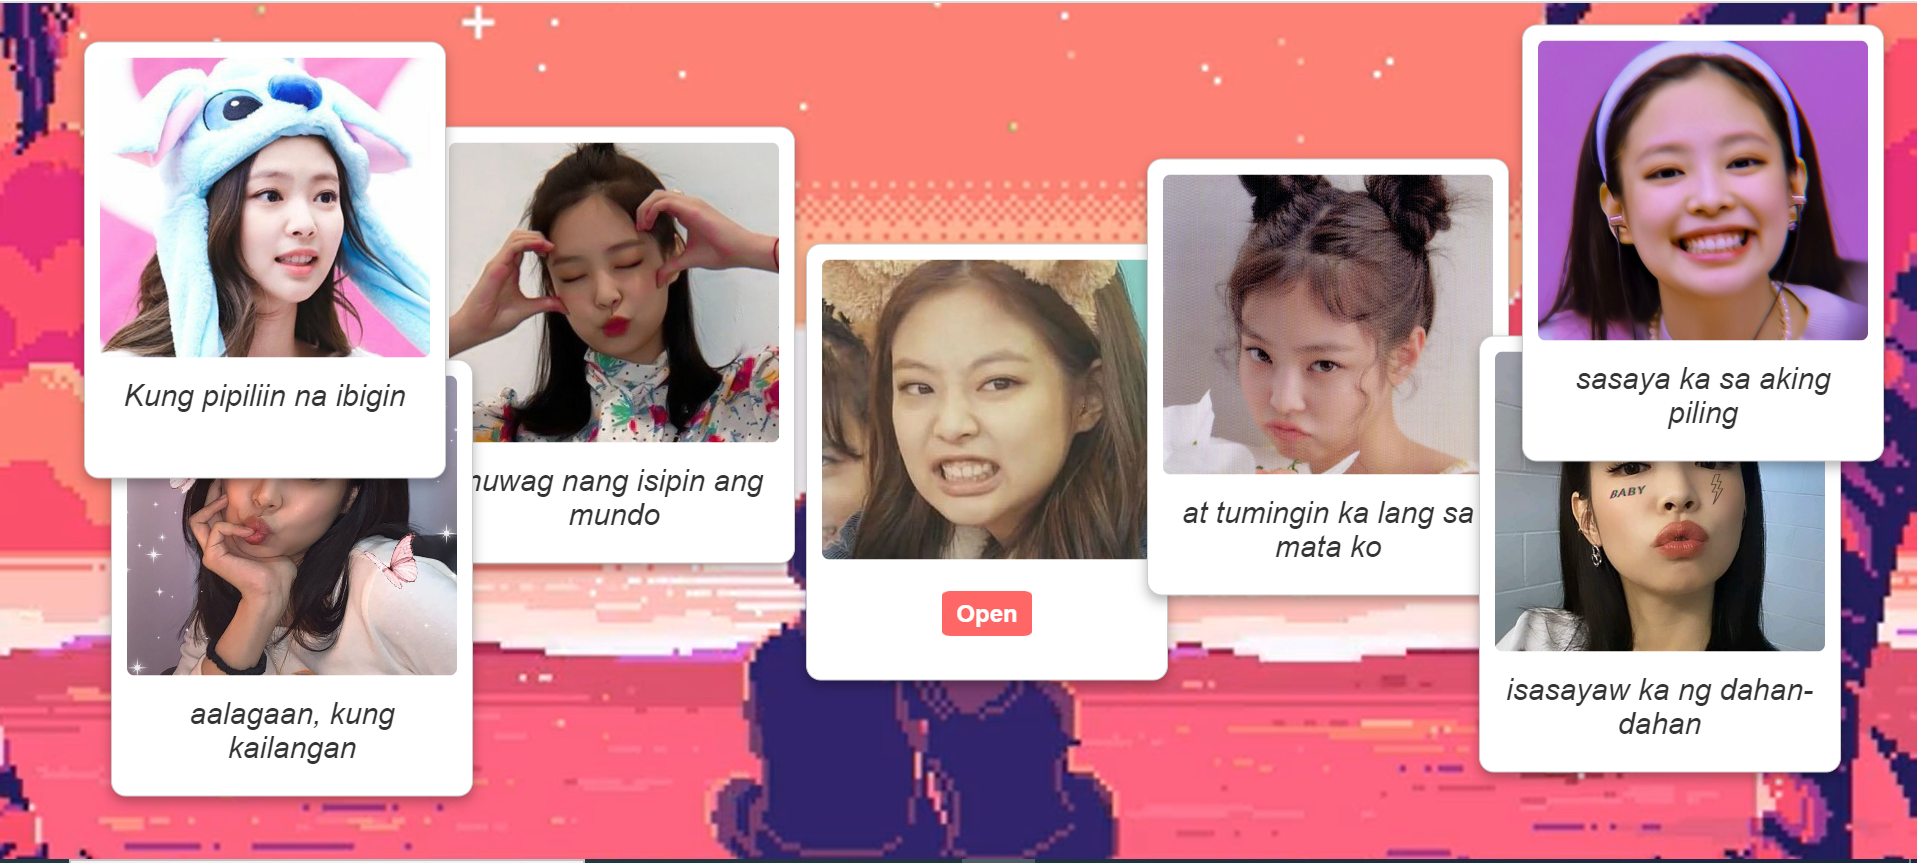 Kung pipiliin na ibigin
nuwag nang isipin ang
mundo
aalagaan, kung
kailangan
Open
at tumingin ka lang sa
mata ko
sasaya ka sa aking
piling
BABY
isasayaw ka ng dahan-
dahan